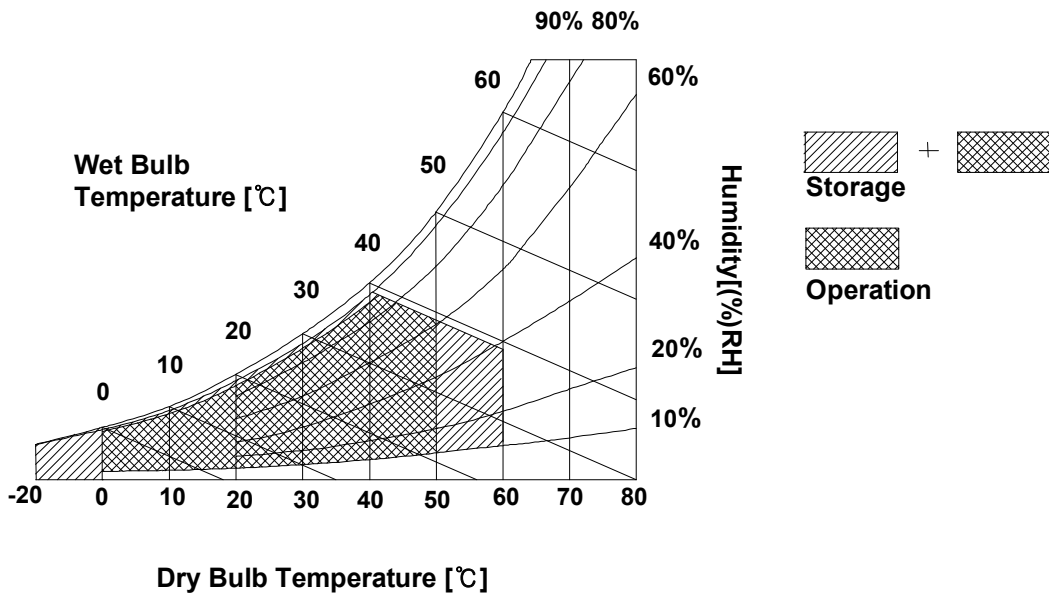 90% 80%
60
60%
50
Wet Bulb
Temperature [℃]
+
Storage
40
40%
30
Humidity[(%)RH]
Operation
20
20%
10
0
10%
-20 0 10 20 30 40 50 60 70 80
Dry Bulb Temperature [℃]